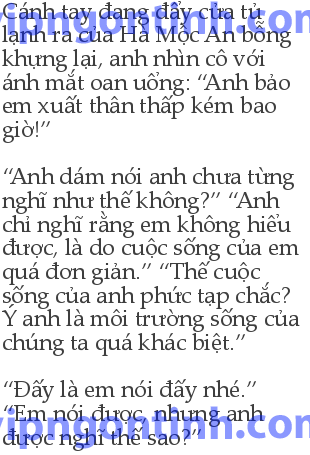 Cánh tay đang đẩy cửa tủ
lạnh ra của Hà Mộc An bỗng
khựng lại, anh nhìn cô với
ánh mắt oan uổng: “Anh bảo
em xuất thân thấp kém bao
giờ!”
“Anh dám nói anh chưa từng
nghĩ như thế không?” “Anh
chỉ nghĩ rằng em không hiểu
được, là do cuộc sống của em
quá đơn giản.” “Thế cuộc
sống của anh phức tạp chắc?
Ý anh là môi trường sống của
chúng ta quá khác biệt.”
“Đấy là em nói đấy nhé.”
“Em nói được, nhưng anh
được nghĩ thế sao?”
vipngontinh.com
vipngontinh.com